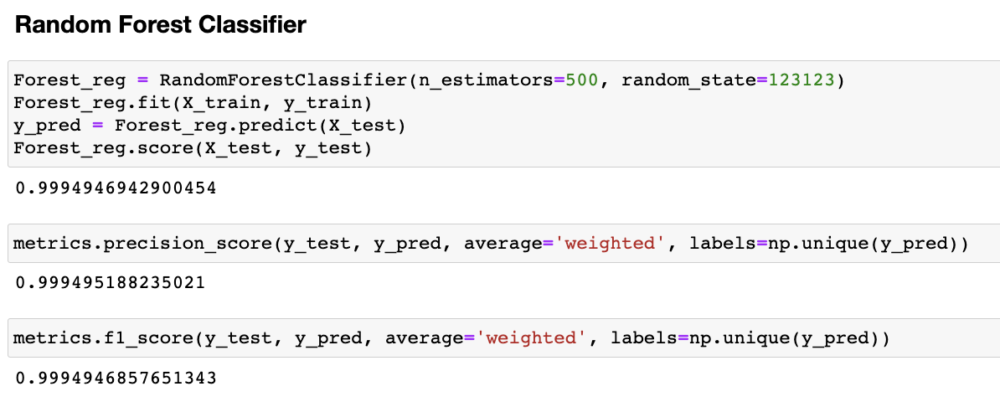 Random Forest Classifier
Forest_reg = RandomForestClassifier(n_estimators=500, random_state=123123)
Forest_reg.fit(X_train, y_train)
y_pred = Forest_reg.predict(X_test)
Forest_reg.score(X_test, y_test)
0.9994946942900454
metrics.precision_score(y_test, y_pred, average='weighted', labels=np.unique(y_pred))
0.999495188235021
metrics.f1_score(y_test, y_pred, average='weighted', labels=np.unique(y_pred))
0.9994946857651343